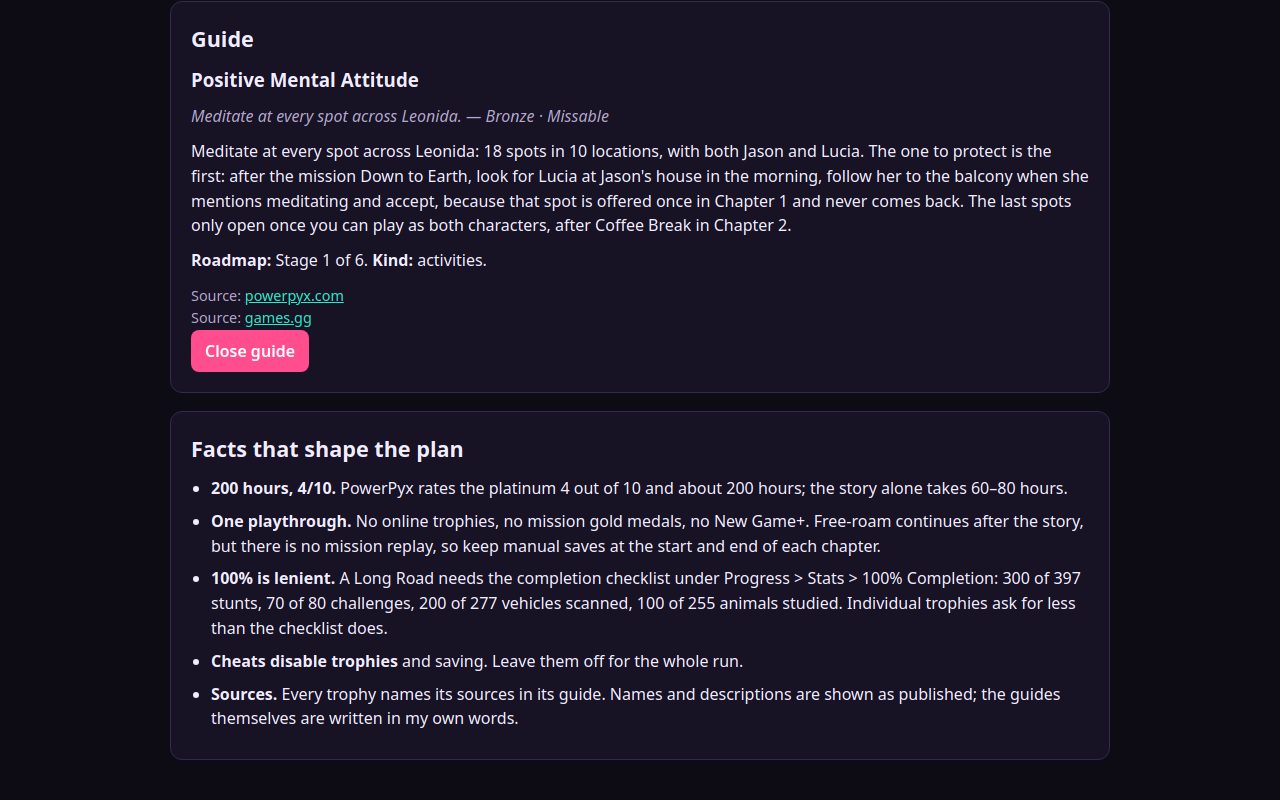 Guide
Positive Mental Attitude
Meditate at every spot across Leonida. — Bronze · Missable
Meditate at every spot across Leonida: 18 spots in 10 locations, with both Jason and Lucia. The one to protect is the
first: after the mission Down to Earth, look for Lucia at Jason's house in the morning, follow her to the balcony when she
mentions meditating and accept, because that spot is offered once in Chapter 1 and never comes back. The last spots
only open once you can play as both characters, after Coffee Break in Chapter 2.
Roadmap: Stage 1 of 6. Kind: activities.
Source: powerpyx.com
Source: games.gg
Close guide
Facts that shape the plan
• 200 hours, 4/10. PowerPyx rates the platinum 4 out of 10 and about 200 hours; the story alone takes 60–80 hours.
• One playthrough. No online trophies, no mission gold medals, no New Game+. Free-roam continues after the story,
but there is no mission replay, so keep manual saves at the start and end of each chapter.
• 100% is lenient. A Long Road needs the completion checklist under Progress > Stats > 100% Completion: 300 of 397
stunts, 70 of 80 challenges, 200 of 277 vehicles scanned, 100 of 255 animals studied. Individual trophies ask for less
than the checklist does.
• Cheats disable trophies and saving. Leave them off for the whole run.
• Sources. Every trophy names its sources in its guide. Names and descriptions are shown as published; the guides
themselves are written in my own words.